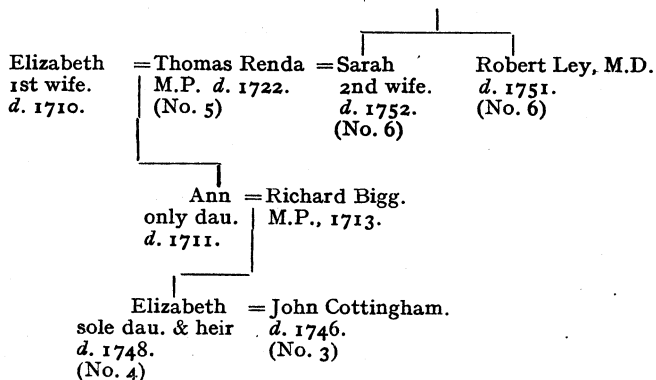 Elizabeth = Thomas Renda = Sarah Robert Ley, M.D.
1st wife. M.P. d. 1722. 2nd wife. d. 1751.
d. 1710. (No. 5) d. 1752. (No. 6)
(No. 6)
Ann = Richard Bigg.
only dau. M.P., 1713.
d. 1711.
Elizabeth = John Cottingham.
sole dau. & heir d. 1746.
d. 1748. (No. 3)
(No. 4)